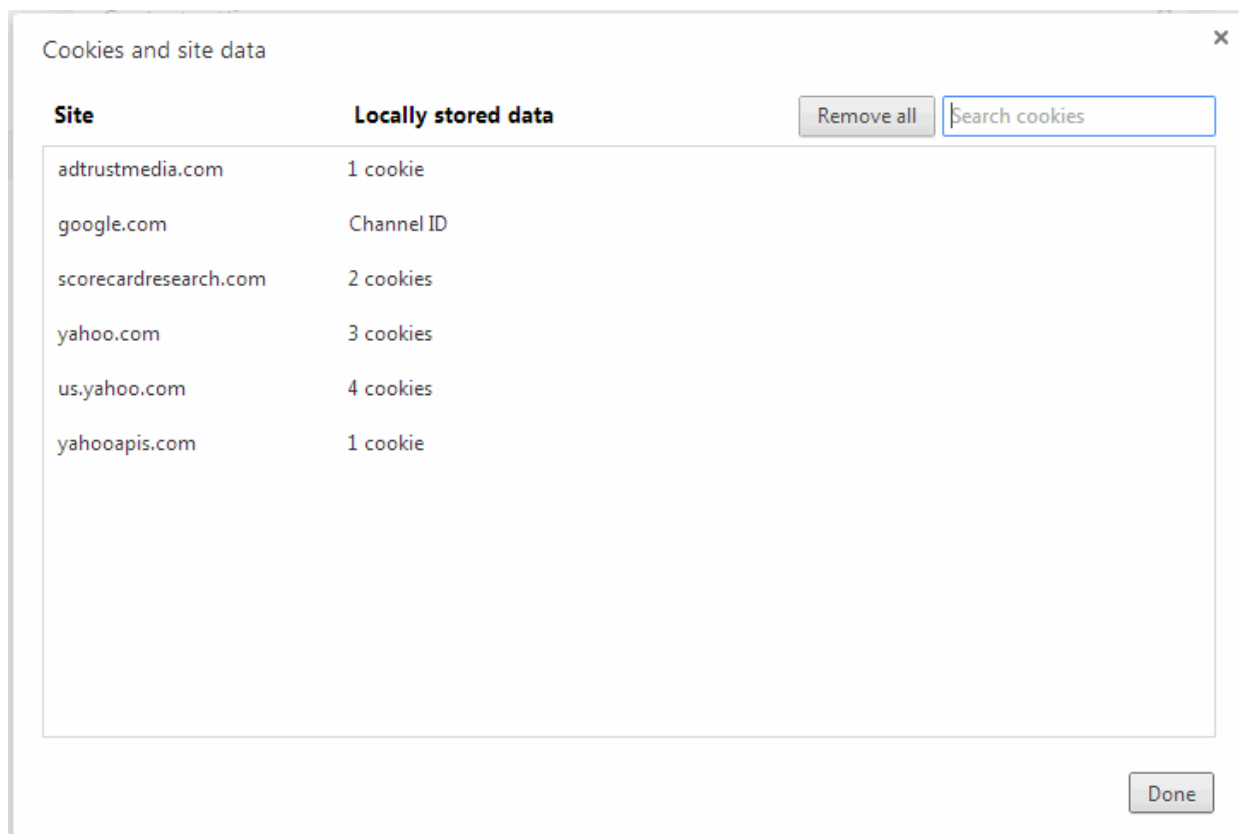 Cookies and site data
×
Site Locally stored data Remove all Search cookies
adtrustmedia.com 1 cookie
google.com Channel ID
scorecardresearch.com 2 cookies
yahoo.com 3 cookies
us.yahoo.com 4 cookies
yahooapis.com 1 cookie
Done